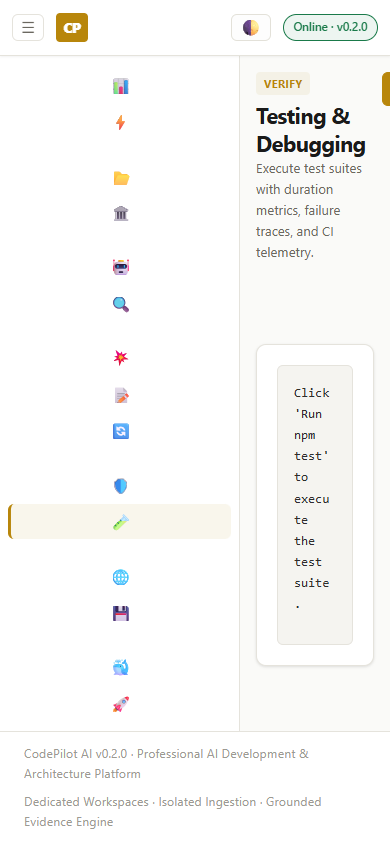 ☰
CP
Online · v0.2.0
VERIFY
Testing &
Debugging
Execute test suites
with duration
metrics, failure
traces, and CI
telemetry.
Click
'Run
npm
test'
to
execu
te
the
test
suite
.
CodePilot AI v0.2.0 · Professional AI Development &
Architecture Platform
Dedicated Workspaces · Isolated Ingestion · Grounded
Evidence Engine